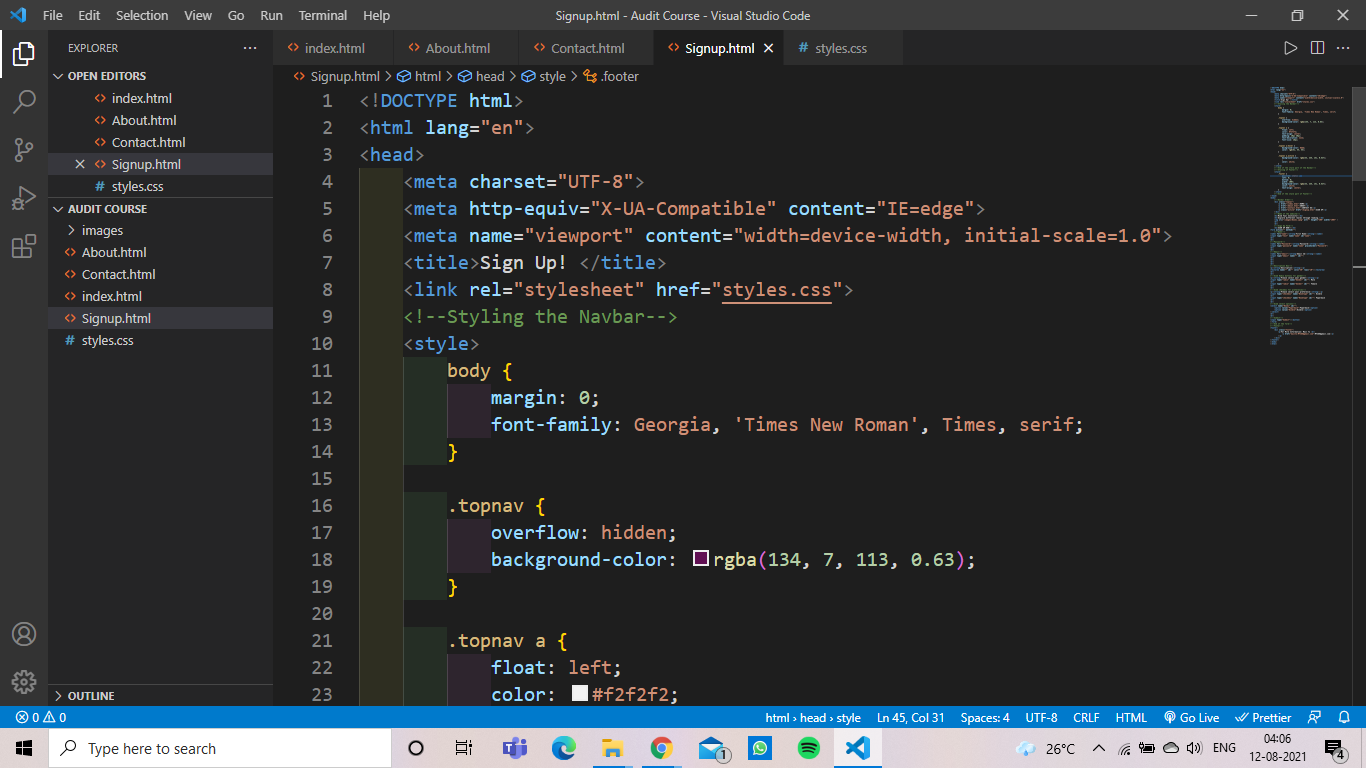 File Edit Selection View Go Run Terminal Help Signup.html - Audit Course - Visual Studio Code
EXPLORER
index.html About.html Contact.html Signup.html styles.css
OPEN EDITORS
index.html
About.html
Contact.html
Signup.html
styles.css
AUDIT COURSE
images
About.html
Contact.html
index.html
Signup.html
styles.css
OUTLINE
Signup.html > html > head > style > .footer
1 <!DOCTYPE html>
2 <html lang="en">
3 <head>
4 <meta charset="UTF-8">
5 <meta http-equiv="X-UA-Compatible" content="IE=edge">
6 <meta name="viewport" content="width=device-width, initial-scale=1.0">
7 <title>Sign Up! </title>
8 <link rel="stylesheet" href="styles.css">
9 <!--Styling the Navbar-->
10 <style>
11 body {
12 margin: 0;
13 font-family: Georgia, 'Times New Roman', Times, serif;
14 }
15
16 .topnav {
17 overflow: hidden;
18 background-color: rgba(134, 7, 113, 0.63);
19 }
20
21 .topnav a {
22 float: left;
23 color: #f2f2f2;
0 0 html › head › style Ln 45, Col 31 Spaces: 4 UTF-8 CRLF HTML Go Live Prettier
Type here to search 1 26°C ENG 04:06
12-08-2021 4